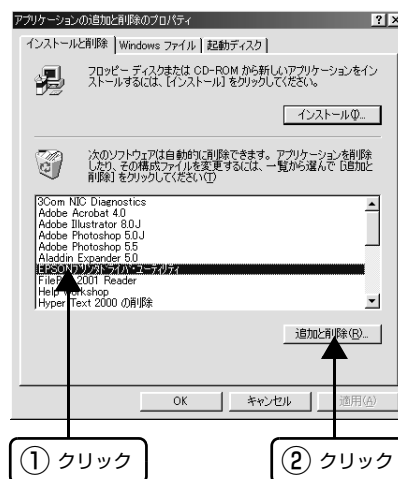 アプリケーションの追加と削除のプロパティ
インストールと削除 Windows ファイル 起動ディスク
フロッピー ディスクまたは CD-ROM から新しいアプリケーションをイン
ストールするには、[インストール] をクリックしてください。
インストール(I)...
次のソフトウェアは自動的に削除できます。アプリケーションを削除
したり、その構成ファイルを変更するには、一覧から選んで [追加と
削除] をクリックしてください(T)
3Com NIC Diagnostics
Adobe Acrobat 4.0
Adobe Illustrator 8.0J
Adobe Photoshop 5.0J
Adobe Photoshop 5.5
Aladdin Expander 5.0
EPSONプリンタドライバ・ユーティリティ
2001 Reader
Help Workshop
Hyper Text 2000 の削除
追加と削除(R)...
OK キャンセル 適用(A)
① クリック ② クリック